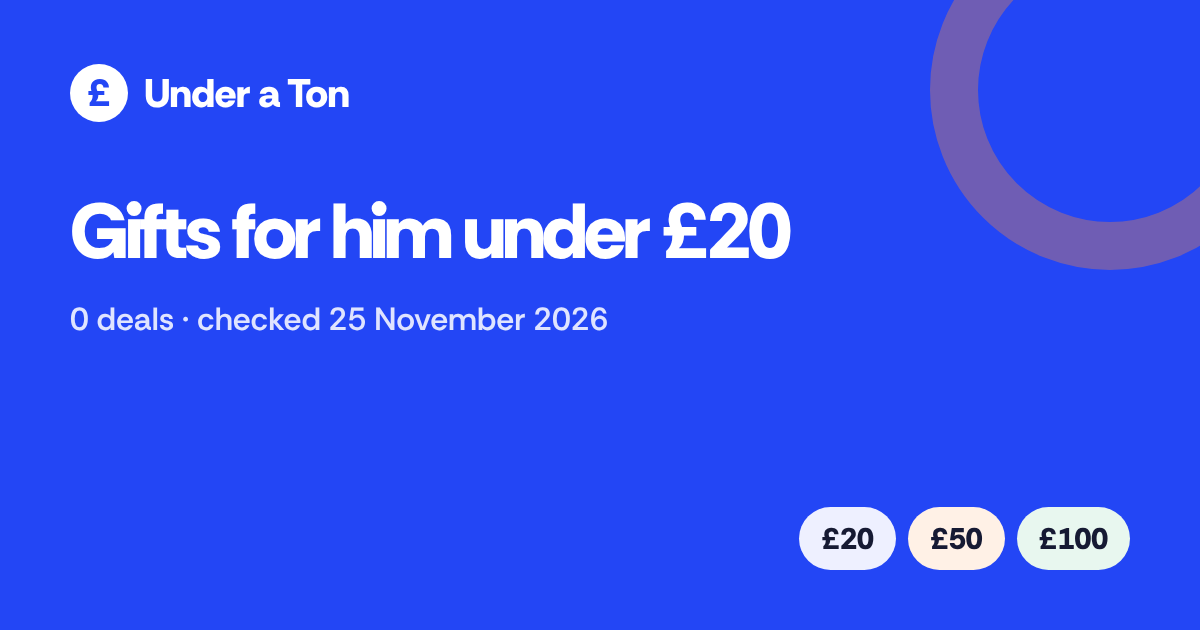 £ Under a Ton
Gifts for him under £20
0 deals · checked 25 November 2026
£20 £50 £100